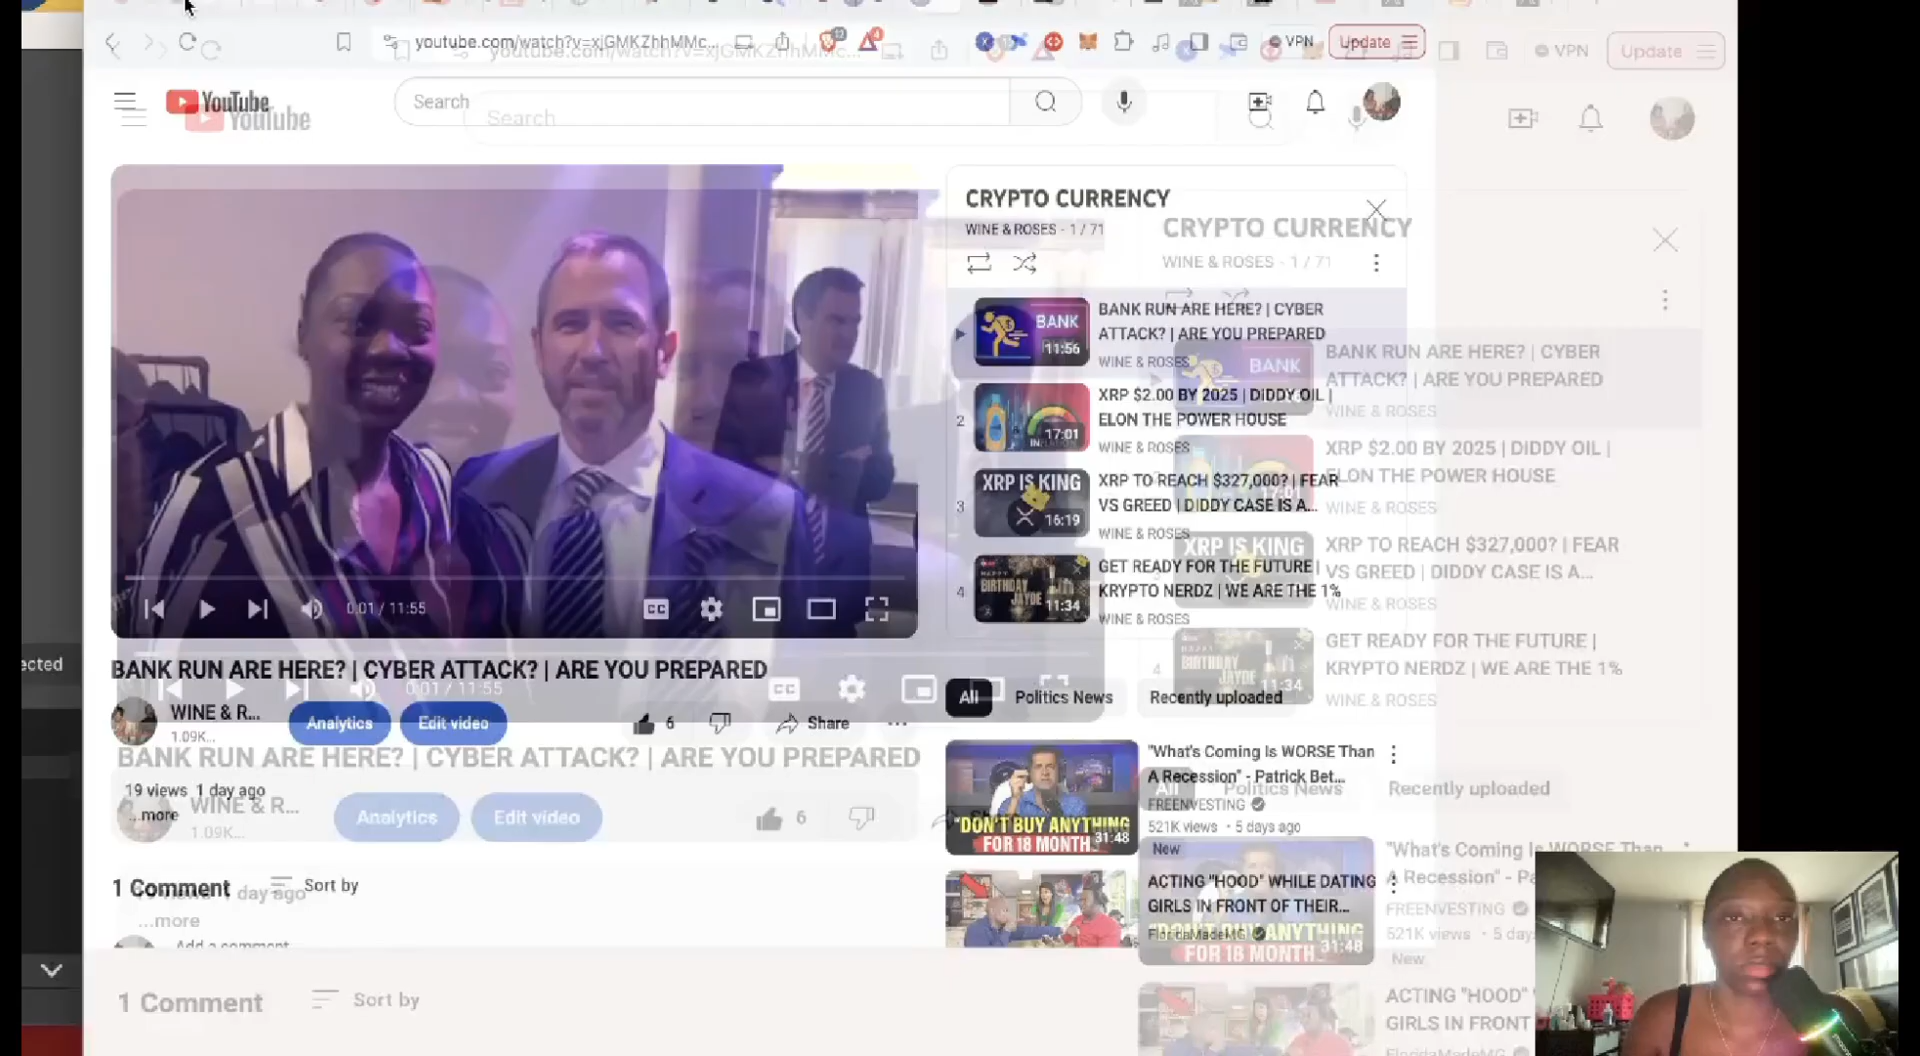 youtube.com/watch?v=xjGMKZhhMMc...
VPN
Update
youtube.com/watch?v=xjGMKZhhMMc...
VPN
Update
YouTube
Search
YouTube
Search
CRYPTO CURRENCY
WINE & ROSES - 1 / 71
CRYPTO CURRENCY
WINE & ROSES - 1 / 71
BANK
11:56
BANK RUN ARE HERE? | CYBER
ATTACK? | ARE YOU PREPARED
WINE & ROSES
2
17:01
XRP $2.00 BY 2025 | DIDDY OIL |
ELON THE POWER HOUSE
WINE & ROSES
3
XRP IS KING
16:19
XRP TO REACH $327,000? | FEAR
VS GREED | DIDDY CASE IS A...
WINE & ROSES
4
BIRTHDAY
JAYDE
11:34
GET READY FOR THE FUTURE |
KRYPTO NERDZ | WE ARE THE 1%
WINE & ROSES
BANK
BANK RUN ARE HERE? | CYBER
ATTACK? | ARE YOU PREPARED
WINE & ROSES
17:01
XRP $2.00 BY 2025 | DIDDY OIL |
ELON THE POWER HOUSE
WINE & ROSES
XRP IS KING
XRP TO REACH $327,000? | FEAR
VS GREED | DIDDY CASE IS A...
WINE & ROSES
4
BIRTHDAY
11:34
GET READY FOR THE FUTURE |
KRYPTO NERDZ | WE ARE THE 1%
WINE & ROSES
0:01 / 11:55
CC
ected
BANK RUN ARE HERE? | CYBER ATTACK? | ARE YOU PREPARED
0:01 / 11:55
CC
WINE & R...
1.09K...
Analytics
Edit video
6
Share
...
BANK RUN ARE HERE? | CYBER ATTACK? | ARE YOU PREPARED
19 views 1 day ago
...more
WINE & R...
1.09K...
Analytics
Edit video
6
1 Comment
Sort by
1 day ago
...more
Add a comment
1 Comment
Sort by
All
Politics News
Recently uploaded
"DON'T BUY ANYTHING
FOR 18 MONTH
31:48
"What's Coming Is WORSE Than
A Recession" - Patrick Bet...
FREENVESTING
521K views • 5 days ago
New
ACTING "HOOD" WHILE DATING
GIRLS IN FRONT OF THEIR...
FloridaMadeMG
All
Politics News
Recently uploaded
FOR 18 MONTH
31:48
"What's Coming Is WORSE Than
A Recession" - Pa
FREENVESTING
521K views • 5 day
New
ACTING "HOOD"
GIRLS IN FRONT
FloridaMadeMG